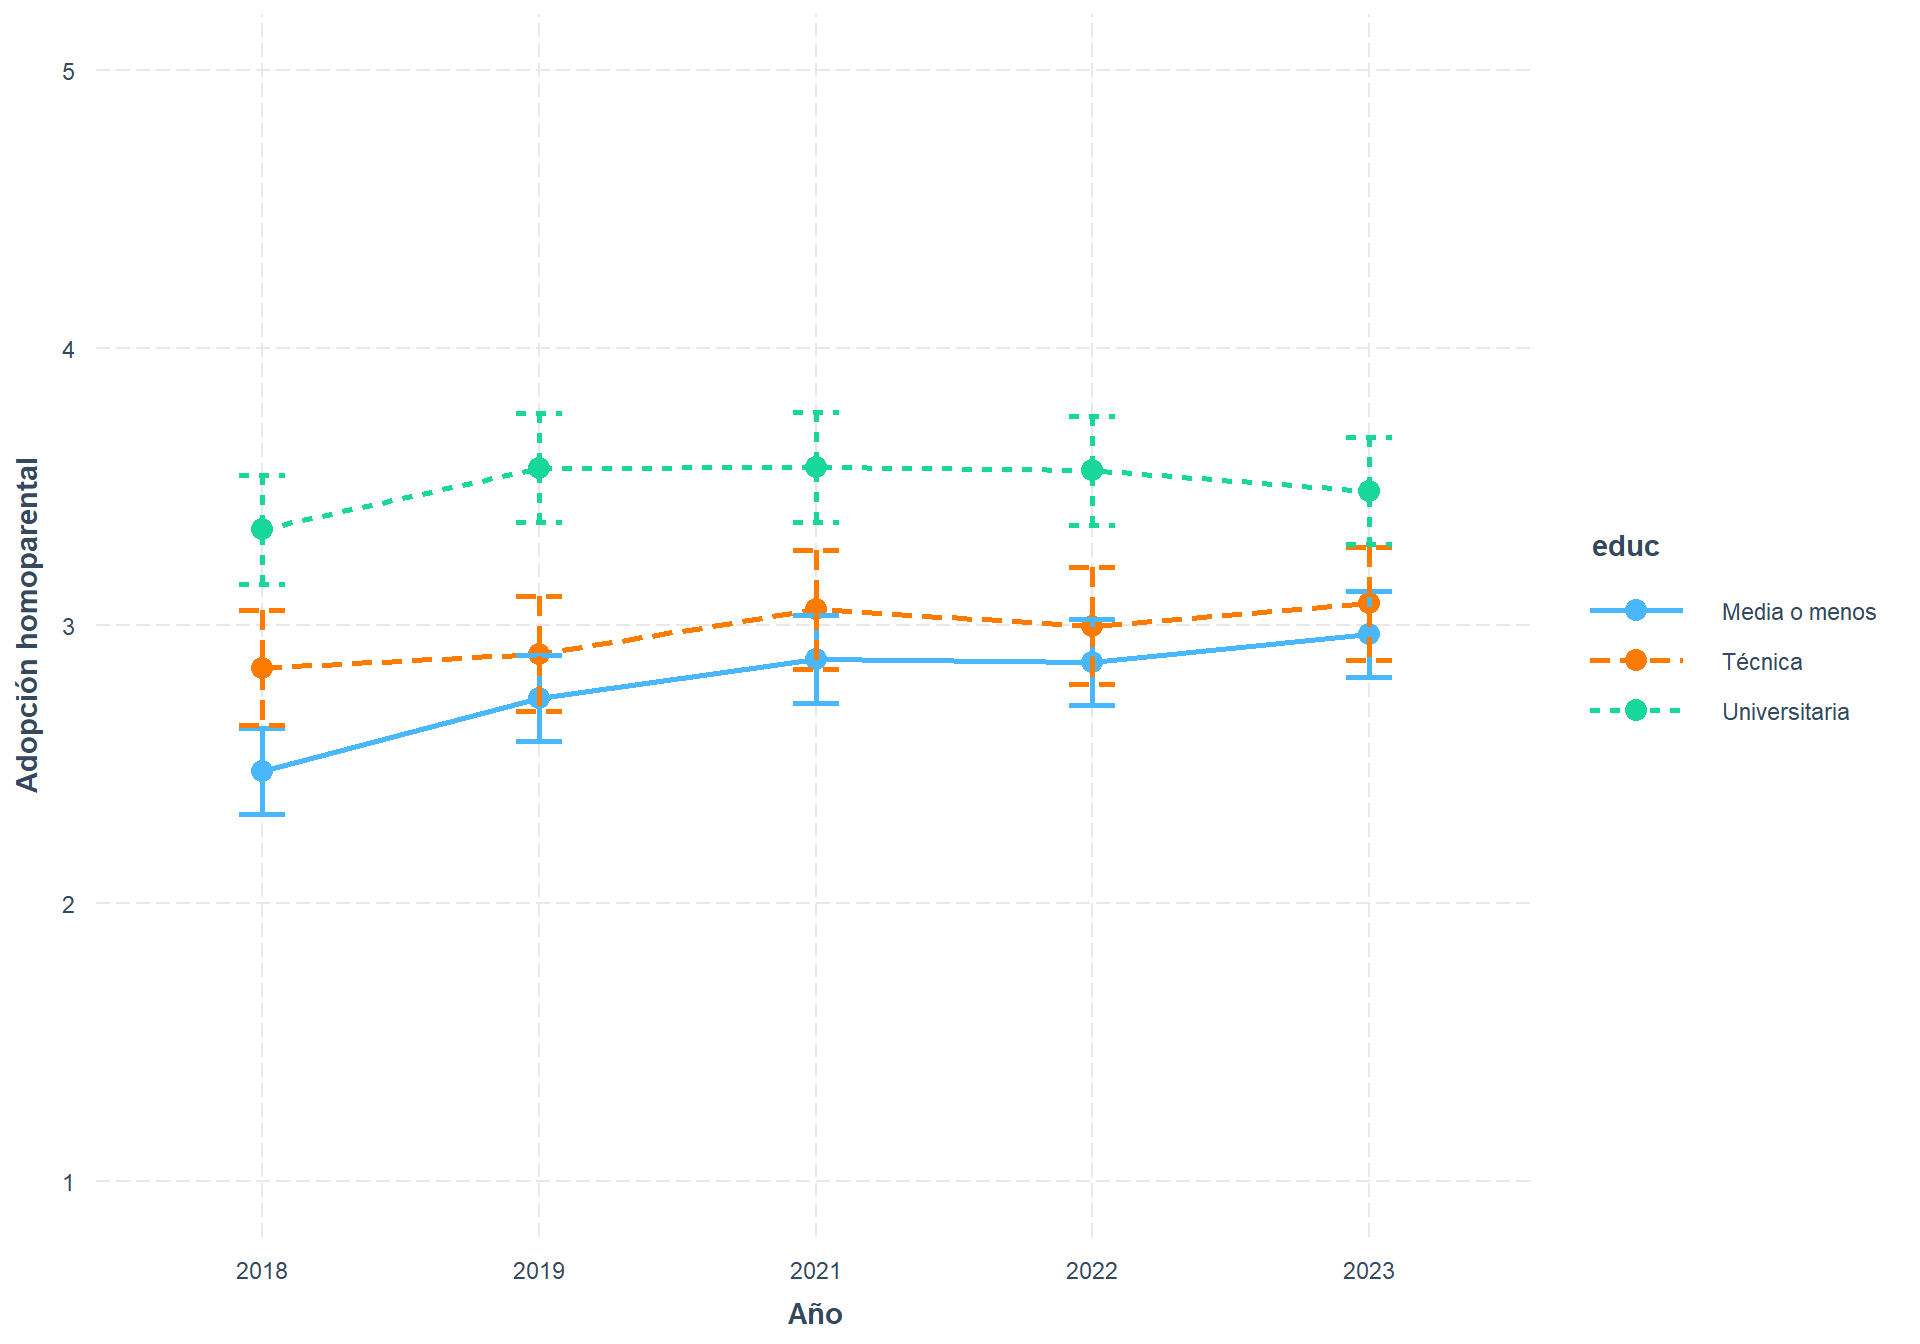 5
4
3
2
1
Adopción homoparental
2018
2019
2021
2022
2023
Año
educ
Media o menos
Técnica
Universitaria